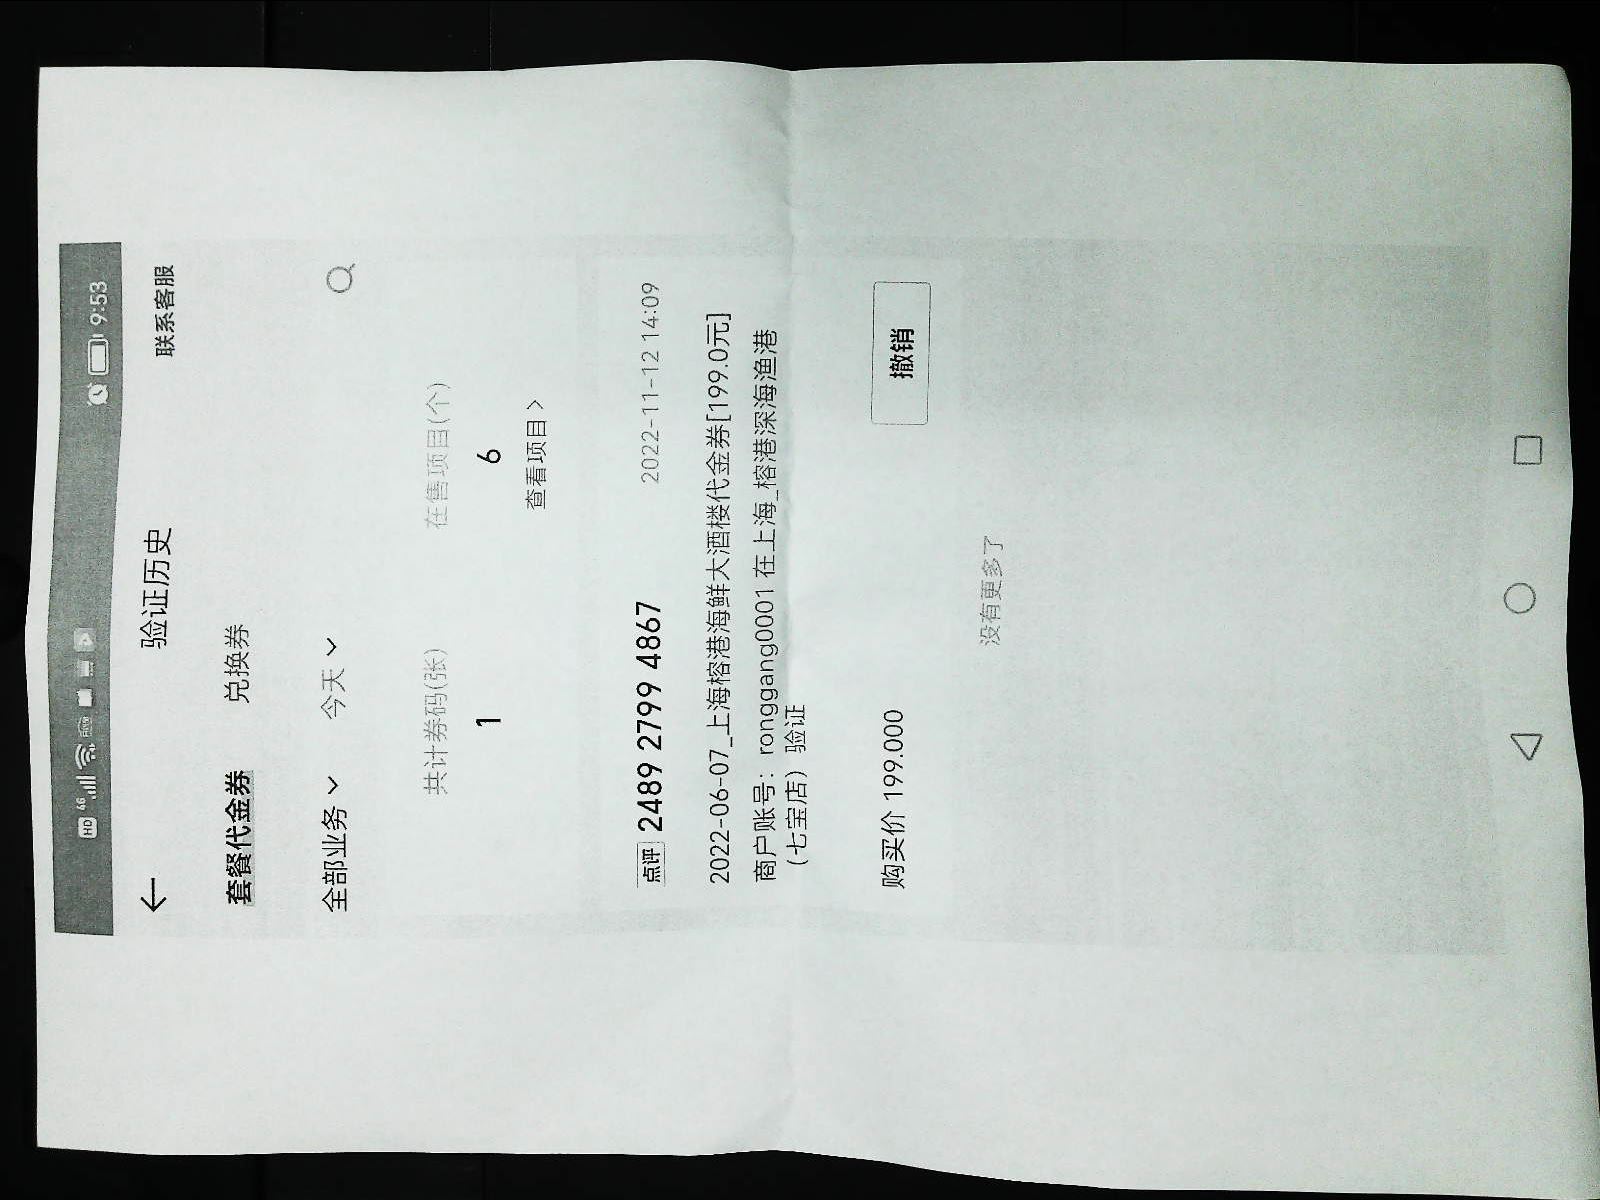 HD 4G 9:53
← 验证历史 联系客服
套餐代金券 兑换券
全部业务 今天
共计券码(张) 在售项目(个)
1 6
查看项目>
点评 2489 2799 4867 2022-11-12 14:09
2022-06-07_上海榕港海鲜大酒楼代金券[199.0元]
商户账号： ronggang0001 在上海_榕港深海渔港
(七宝店）验证
购买价 199.000 撤销
没有更多了